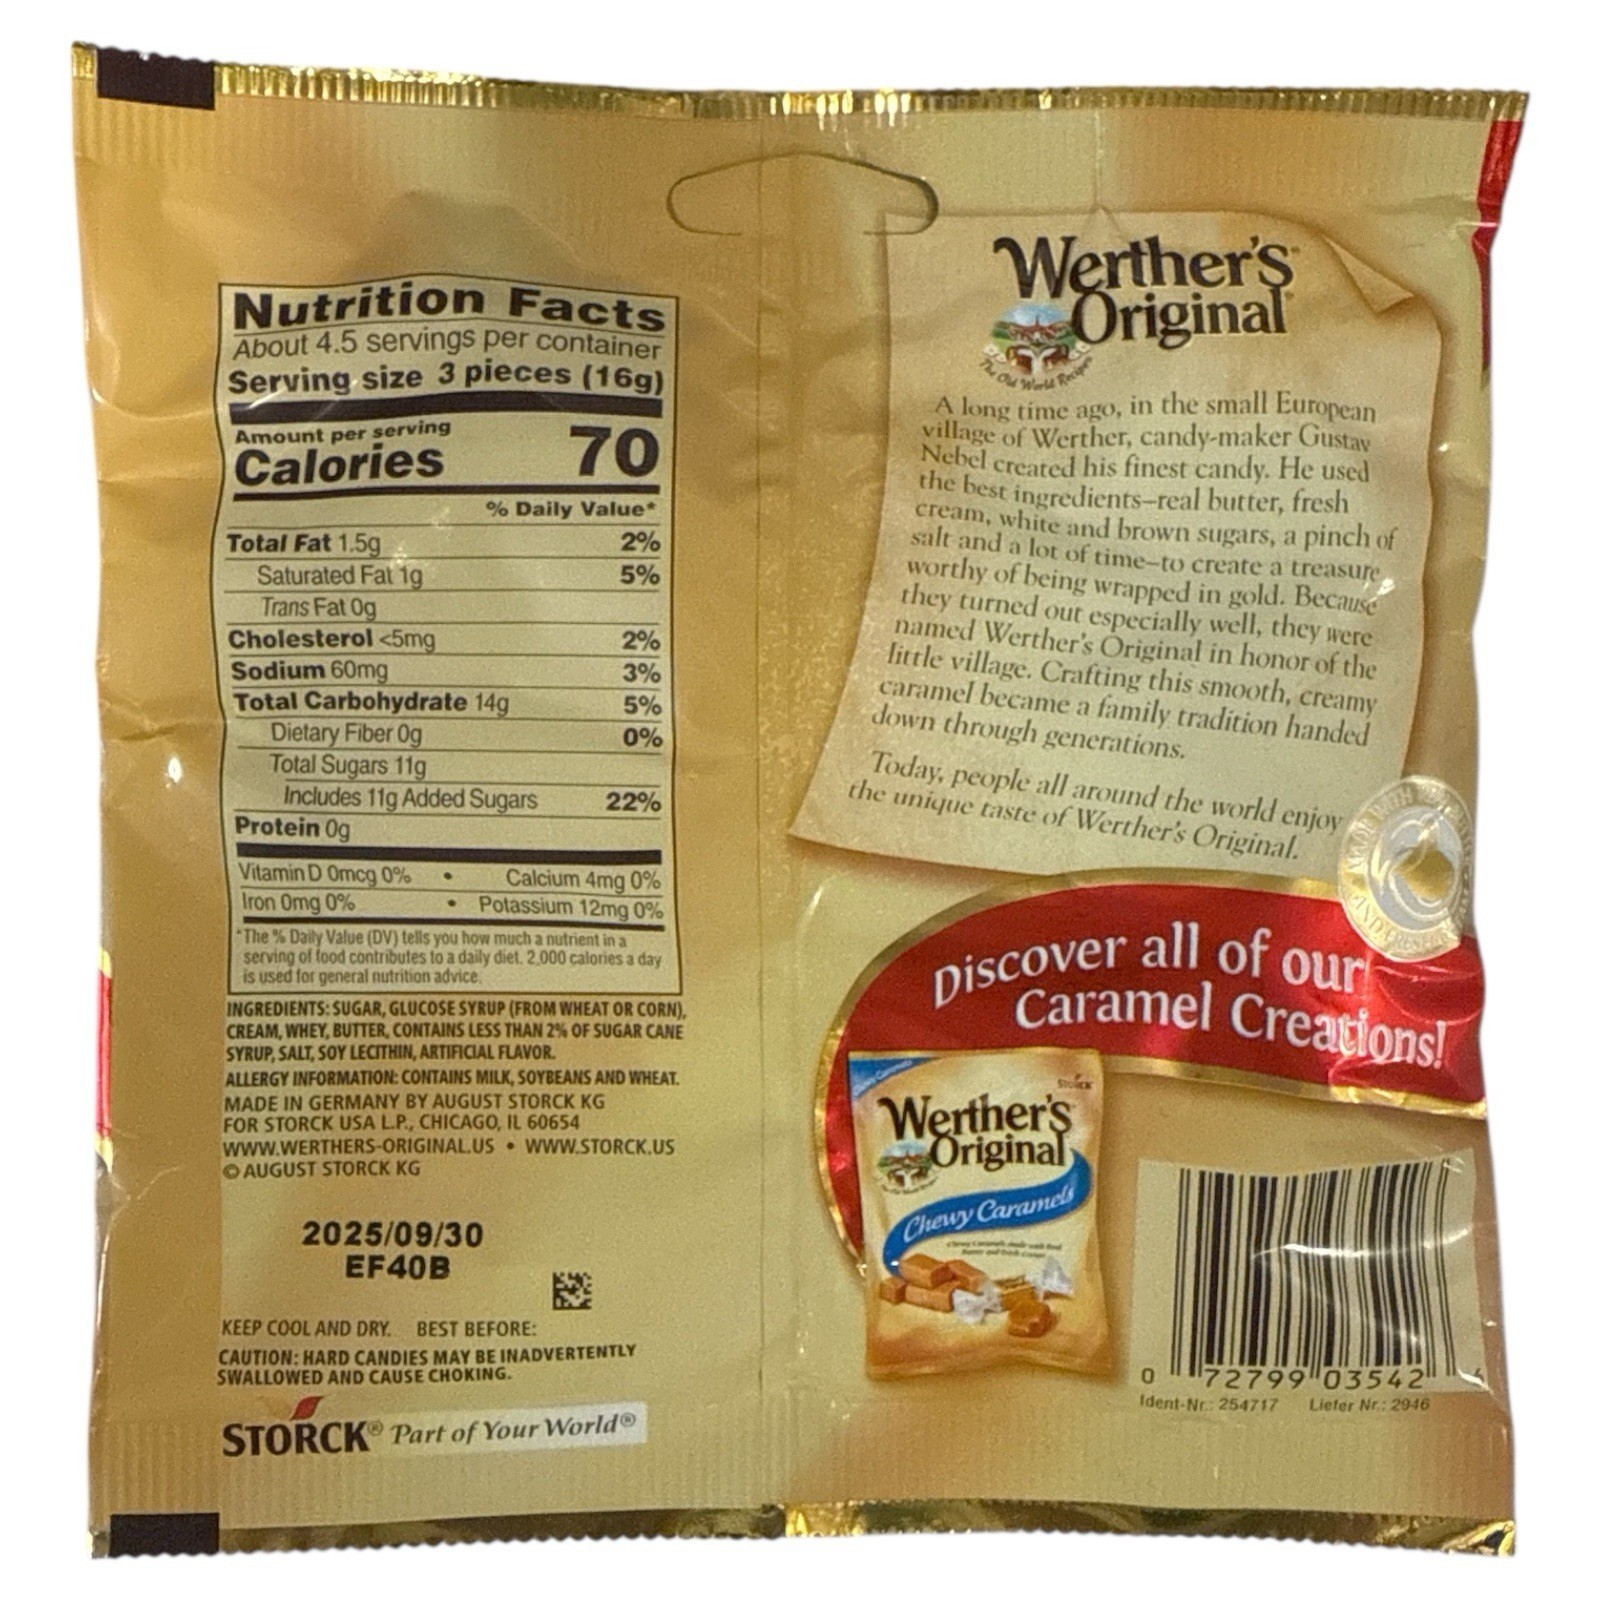 Nutrition Facts
About 4.5 servings per container
Serving size 3 pieces (16g)
Amount per serving
Calories 70
% Daily Value*
Total Fat 1.5g 2%
Saturated Fat 1g 5%
Trans Fat 0g
Cholesterol <5mg 2%
Sodium 60mg 3%
Total Carbohydrate 14g 5%
Dietary Fiber 0g 0%
Total Sugars 11g
Includes 11g Added Sugars 22%
Protein 0g
Vitamin D 0mcg 0% • Calcium 4mg 0%
Iron 0mg 0% • Potassium 12mg 0%
*The % Daily Value (DV) tells you how much a nutrient in a
serving of food contributes to a daily diet. 2,000 calories a day
is used for general nutrition advice.
INGREDIENTS: SUGAR, GLUCOSE SYRUP (FROM WHEAT OR CORN),
CREAM, WHEY, BUTTER, CONTAINS LESS THAN 2% OF SUGAR CANE
SYRUP, SALT, SOY LECITHIN, ARTIFICIAL FLAVOR.
ALLERGY INFORMATION: CONTAINS MILK, SOYBEANS AND WHEAT.
MADE IN GERMANY BY AUGUST STORCK KG
FOR STORCK USA L.P., CHICAGO, IL 60654
WWW.WERTHERS-ORIGINAL.US • WWW.STORCK.US
© AUGUST STORCK KG
2025/09/30
EF40B
KEEP COOL AND DRY. BEST BEFORE:
CAUTION: HARD CANDIES MAY BE INADVERTENTLY
SWALLOWED AND CAUSE CHOKING.
STORCK® Part of Your World®
Werther's
Original
The Old World Recipes
A long time ago, in the small European
village of Werther, candy-maker Gustav
Nebel created his finest candy. He used
the best ingredients–real butter, fresh
cream, white and brown sugars, a pinch of
salt and a lot of time–to create a treasure
worthy of being wrapped in gold. Because
they turned out especially well, they were
named Werther's Original in honor of the
little village. Crafting this smooth, creamy
caramel became a family tradition handed
down through generations.
Today, people all around the world enjoy
the unique taste of Werther's Original.
Discover all of our
Caramel Creations!
STORCK
Werther's
Original
Chewy Caramels
0 72799 03542
Ident-Nr.: 254717 Liefer Nr.: 2946